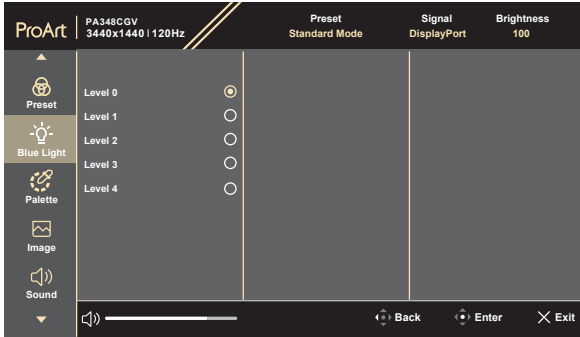 ProArt
PA348CGV
3440x1440 | 120Hz
Preset
Standard Mode
Signal
DisplayPort
Brightness
100
Preset
Blue Light
Palette
Image
Sound
Level 0
Level 1
Level 2
Level 3
Level 4
Back
Enter
Exit